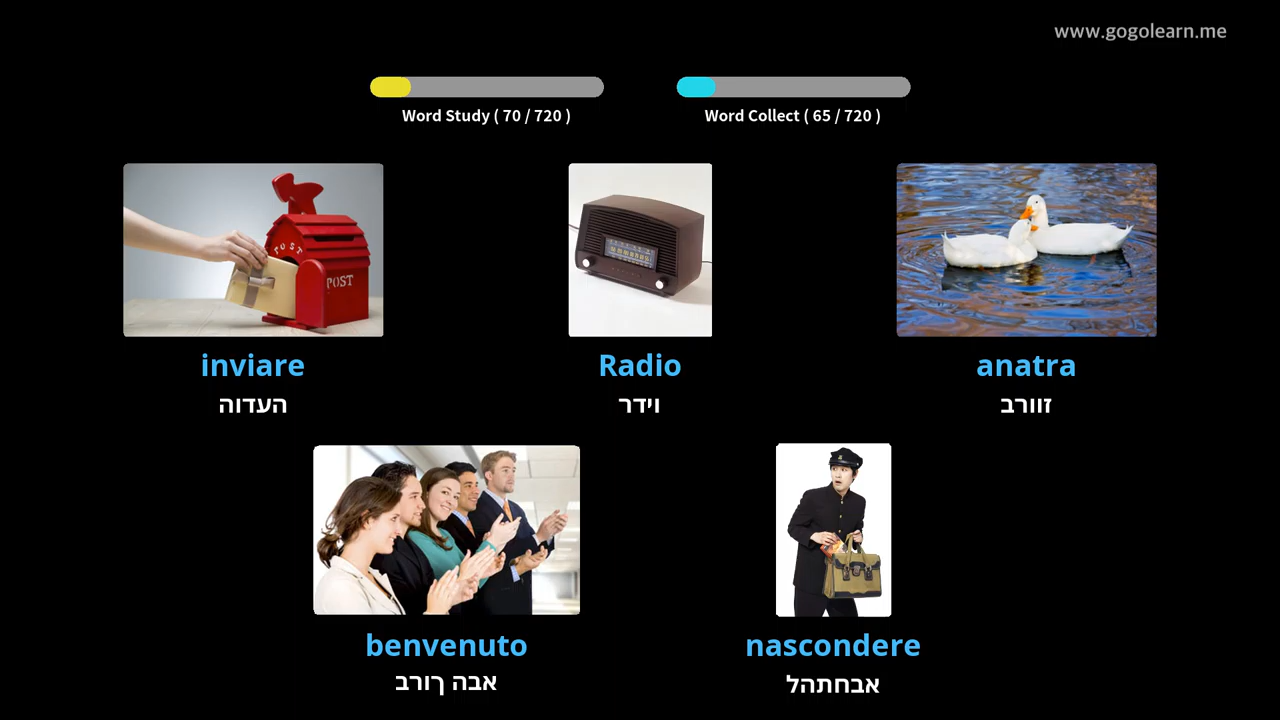 www.gogolearn.me
Word Study ( 70 / 720 )
Word Collect ( 65 / 720 )
inviare
העדוה
Radio
וידר
anatra
זוורב
benvenuto
אבה ךורב
nascondere
אבחתהל